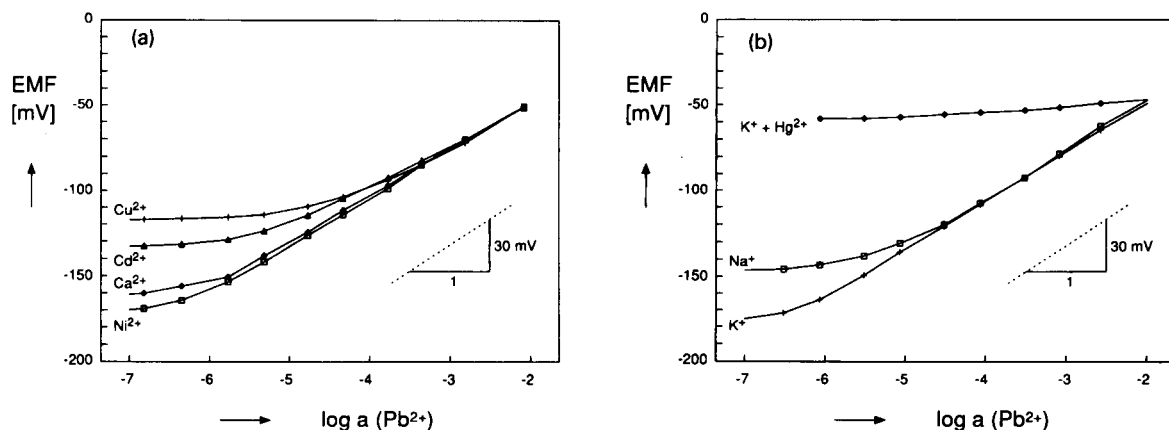 (a)
EMF
[mV]
0
-50
-100
-150
-200
Cu²⁺
Cd²⁺
Ca²⁺
Ni²⁺
30 mV
1
-7 -6 -5 -4 -3 -2
log a (Pb²⁺)
(b)
EMF
[mV]
0
-50
-100
-150
-200
K⁺ + Hg²⁺
Na⁺
K⁺
30 mV
1
-7 -6 -5 -4 -3 -2
log a (Pb²⁺)